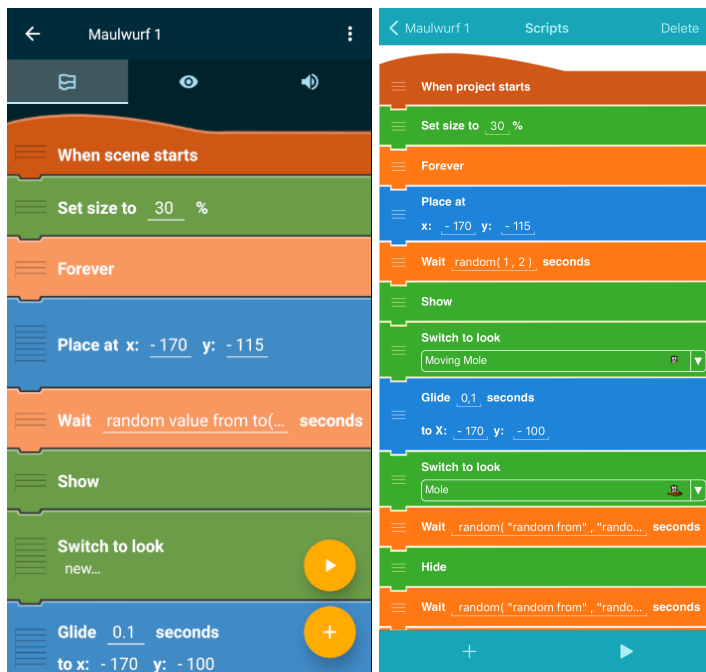 Maulwurf 1
When scene starts
Set size to 30 %
Forever
Place at x: - 170 y: - 115
Wait random value from to(... seconds
Show
Switch to look
new...
Glide 0.1 seconds
to x: - 170 y: - 100
Maulwurf 1 Scripts Delete
When project starts
Set size to 30 %
Forever
Place at
x: - 170 y: - 115
Wait random( 1 , 2 ) seconds
Show
Switch to look
Moving Mole
Glide 0,1 seconds
to X: - 170 y: - 100
Switch to look
Mole
Wait random( "random from" , "rando... seconds
Hide
Wait random( "random from" , "rando... seconds